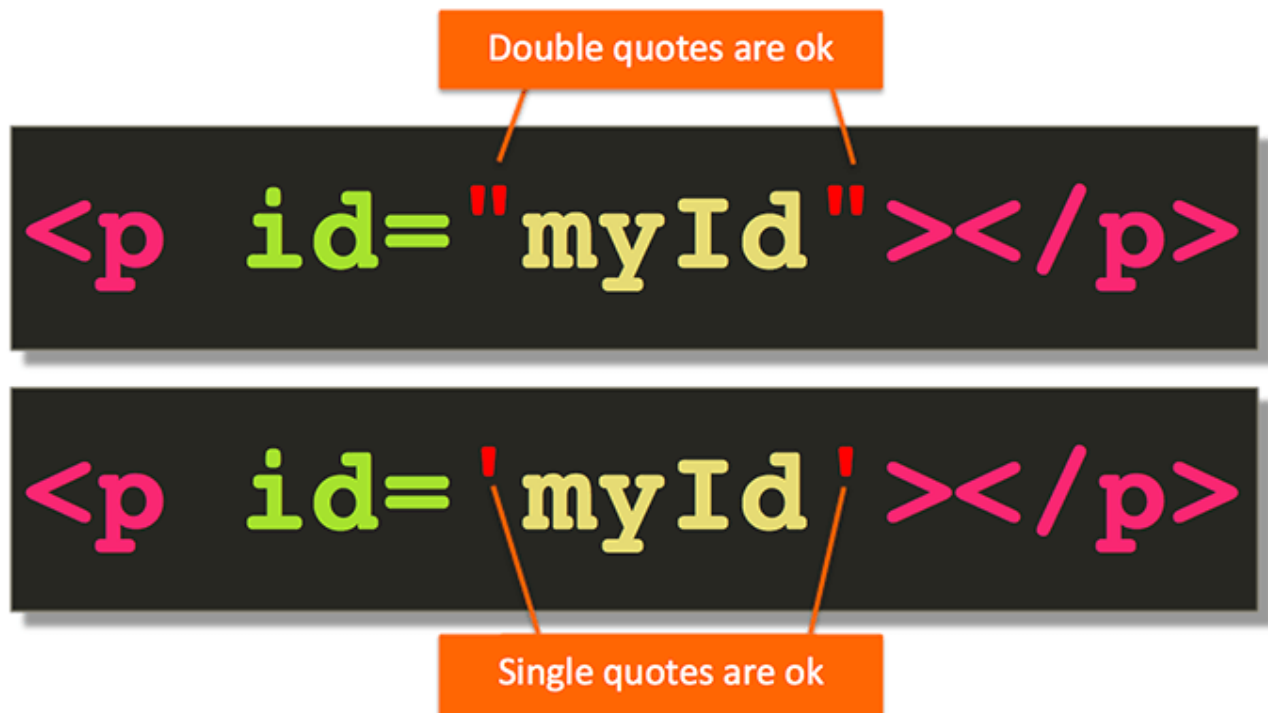 Double quotes are ok
<p id="myId"></p>
<p id='myId'></p>
Single quotes are ok